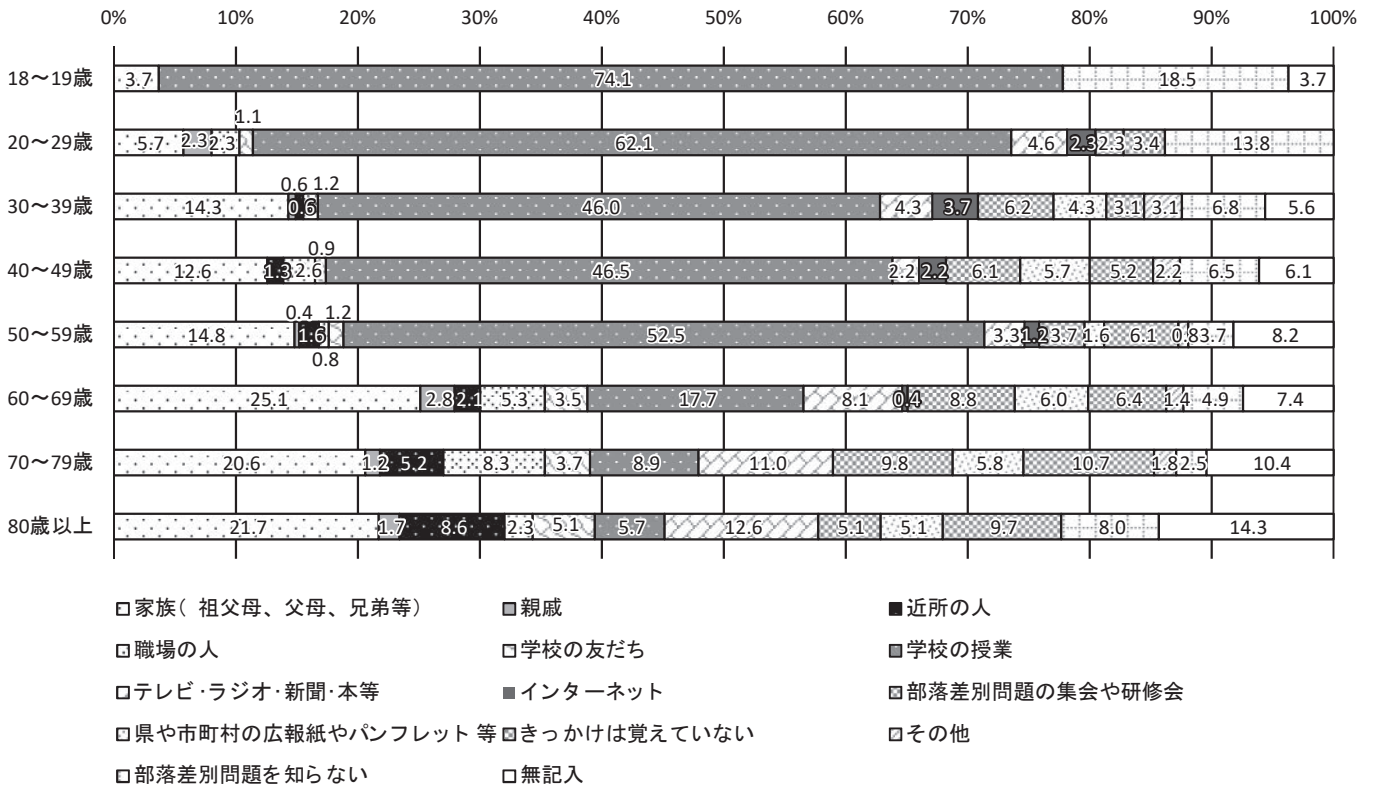 0% 10% 20% 30% 40% 50% 60% 70% 80% 90% 100%
18～19歳 3.7 74.1 18.5 3.7
1.1
20～29歳 5.7 2.3 2.3 62.1 4.6 2.3 2.3 3.4 13.8
0.6 1.2
30～39歳 14.3 0.6 46.0 4.3 3.7 6.2 4.3 3.1 3.1 6.8 5.6
0.9
40～49歳 12.6 1.3 2.6 46.5 2.2 2.2 6.1 5.7 5.2 2.2 6.5 6.1
0.4 1.2
50～59歳 14.8 1.6 52.5 3.3 1.2 3.7 1.6 6.1 0.8 3.7 8.2
0.8
60～69歳 25.1 2.8 2.1 5.3 3.5 17.7 8.1 0.4 8.8 6.0 6.4 1.4 4.9 7.4
70～79歳 20.6 1.2 5.2 8.3 3.7 8.9 11.0 9.8 5.8 10.7 1.8 2.5 10.4
80歳以上 21.7 1.7 8.6 2.3 5.1 5.7 12.6 5.1 5.1 9.7 8.0 14.3
家族（ 祖父母、父母、兄弟等） 親戚 近所の人
職場の人 学校の友だち 学校の授業
テレビ・ラジオ・新聞・本等 インターネット 部落差別問題の集会や研修会
県や市町村の広報紙やパンフレット 等 きっかけは覚えていない その他
部落差別問題を知らない 無記入